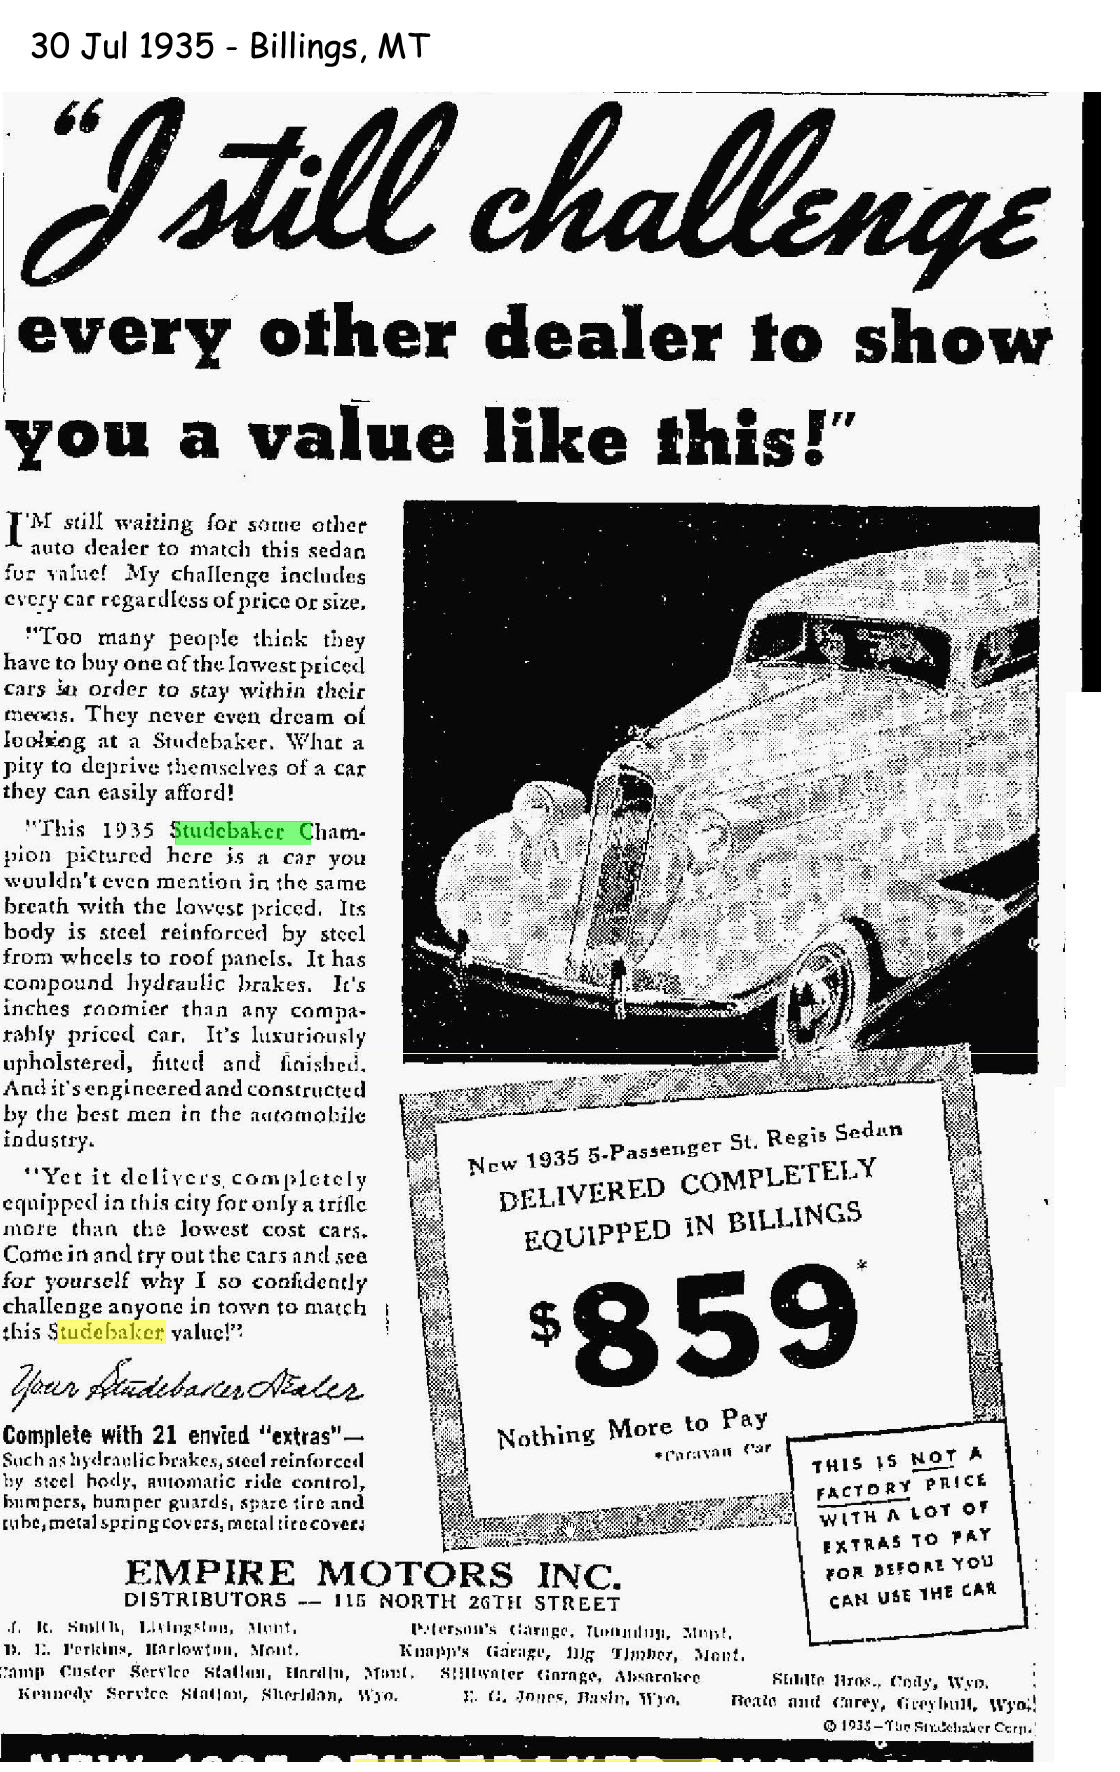 30 Jul 1935 - Billings, MT
"I still challenge
every other dealer to show
you a value like this!"
I'M still waiting for some other
auto dealer to match this sedan
for value! My challenge includes
every car regardless of price or size.
"Too many people think they
have to buy one of the lowest priced
cars in order to stay within their
means. They never even dream of
looking at a Studebaker. What a
pity to deprive themselves of a car
they can easily afford!
"This 1935 Studebaker Cham-
pion pictured here is a car you
wouldn't even mention in the same
breath with the lowest priced. Its
body is steel reinforced by steel
from wheels to roof panels. It has
compound hydraulic brakes. It's
inches roomier than any compa-
rably priced car. It's luxuriously
upholstered, fitted and finished.
And it's engineered and constructed
by the best men in the automobile
industry.
"Yet it delivers completely
equipped in this city for only a trifle
more than the lowest cost cars.
Come in and try out the cars and see
for yourself why I so confidently
challenge anyone in town to match
this Studebaker value!"
Your Studebaker Dealer
Complete with 21 envied "extras"—
Such as hydraulic brakes, steel reinforced
by steel body, automatic ride control,
bumpers, bumper guards, spare tire and
tube, metal spring covers, metal tire cover.
New 1935 5-Passenger St. Regis Sedan
DELIVERED COMPLETELY
EQUIPPED IN BILLINGS
$859*
Nothing More to Pay
*Caravan Car
THIS IS NOT A
FACTORY PRICE
WITH A LOT OF
EXTRAS TO PAY
FOR BEFORE YOU
CAN USE THE CAR
EMPIRE MOTORS INC.
DISTRIBUTORS — 115 NORTH 26TH STREET
J. R. Smith, Livingston, Mont.
D. E. Perkins, Harlowton, Mont.
Camp Custer Service Station, Hardin, Mont.
Kennedy Service Station, Sheridan, Wyo.
Peterson's Garage, Roundup, Mont.
Knapp's Garage, Big Timber, Mont.
Stillwater Garage, Absarokee
E. G. Jones, Basin, Wyo.
Siddle Bros., Cody, Wyo.
Beale and Carey, Greybull, Wyo.
© 1935—The Studebaker Corp.